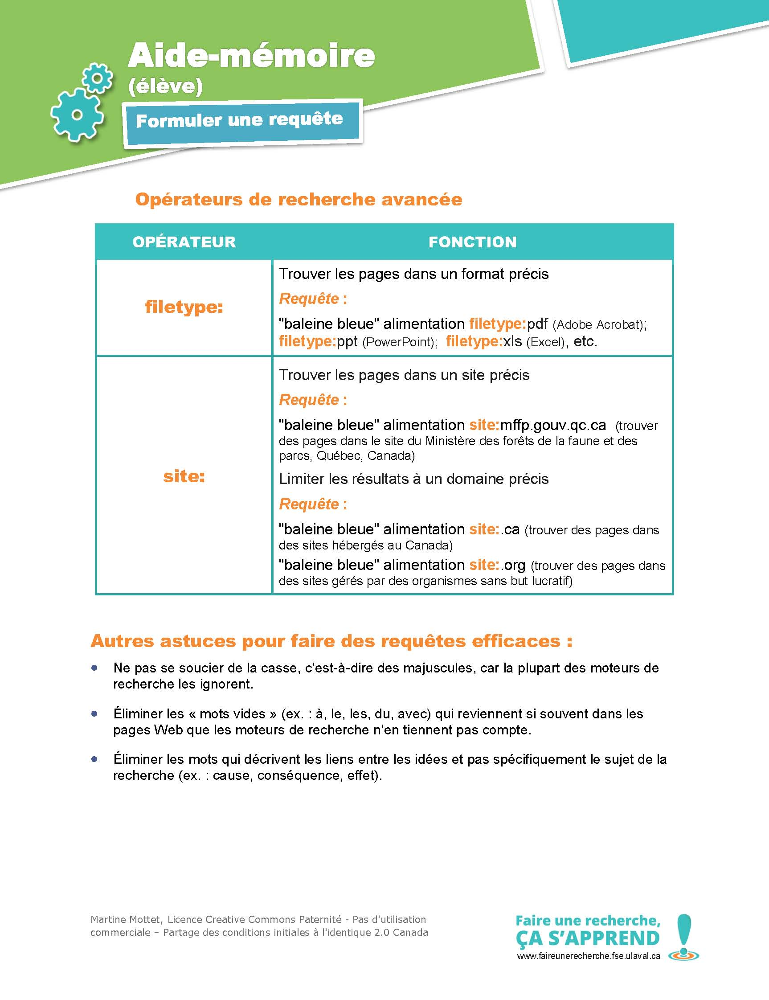 Aide-mémoire
(élève)
Formuler une requête
Opérateurs de recherche avancée
OPÉRATEUR
FONCTION
filetype:
Trouver les pages dans un format précis
Requête :
"baleine bleue" alimentation filetype:pdf (Adobe Acrobat);
filetype:ppt (PowerPoint);  filetype:xls (Excel), etc.
site:
Trouver les pages dans un site précis
Requête :
"baleine bleue" alimentation site:mffp.gouv.qc.ca  (trouver
des pages dans le site du Ministère des forêts de la faune et des
parcs, Québec, Canada)
Limiter les résultats à un domaine précis
Requête :
"baleine bleue" alimentation site:.ca (trouver des pages dans
des sites hébergés au Canada)
"baleine bleue" alimentation site:.org (trouver des pages dans
des sites gérés par des organismes sans but lucratif)
Autres astuces pour faire des requêtes efficaces :
• Ne pas se soucier de la casse, c’est-à-dire des majuscules, car la plupart des moteurs de
recherche les ignorent.
• Éliminer les « mots vides » (ex. : à, le, les, du, avec) qui reviennent si souvent dans les
pages Web que les moteurs de recherche n’en tiennent pas compte.
• Éliminer les mots qui décrivent les liens entre les idées et pas spécifiquement le sujet de la
recherche (ex. : cause, conséquence, effet).
Martine Mottet, Licence Creative Commons Paternité - Pas d'utilisation
commerciale – Partage des conditions initiales à l'identique 2.0 Canada
Faire une recherche,
ÇA S’APPREND
www.faireunerecherche.fse.ulaval.ca